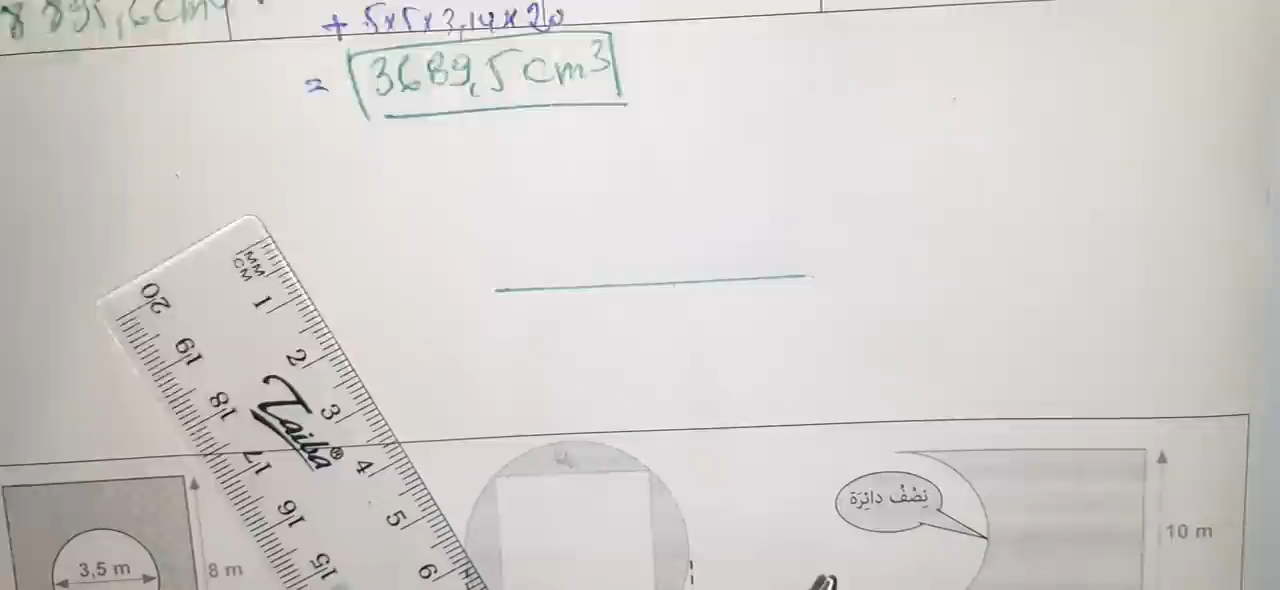 + 5x5x3,14x20
= 3689,5 cm³
MM
CM
1 2 3 4 5 6
20 19 18 17 16 15
Taiba®
3,5 m
8 m
نِصْفُ دائِرَة
10 m